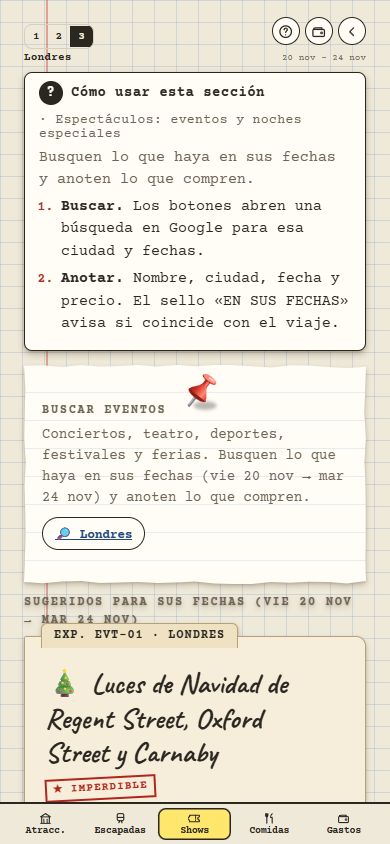 1 2 3
Londres
20 nov – 24 nov
? Cómo usar esta sección
· Espectáculos: eventos y noches
especiales
Busquen lo que haya en sus fechas
y anoten lo que compren.
1. Buscar. Los botones abren una
búsqueda en Google para esa
ciudad y fechas.
2. Anotar. Nombre, ciudad, fecha y
precio. El sello «EN SUS FECHAS»
avisa si coincide con el viaje.
BUSCAR EVENTOS
Conciertos, teatro, deportes,
festivales y ferias. Busquen lo que
haya en sus fechas (vie 20 nov → mar
24 nov) y anoten lo que compren.
Londres
SUGERIDOS PARA SUS FECHAS (VIE 20 NOV
→ MAR 24 NOV)
EXP. EVT-01 · LONDRES
Luces de Navidad de
Regent Street, Oxford
Street y Carnaby
★ IMPERDIBLE
Atracc. Escapadas Shows Comidas Gastos